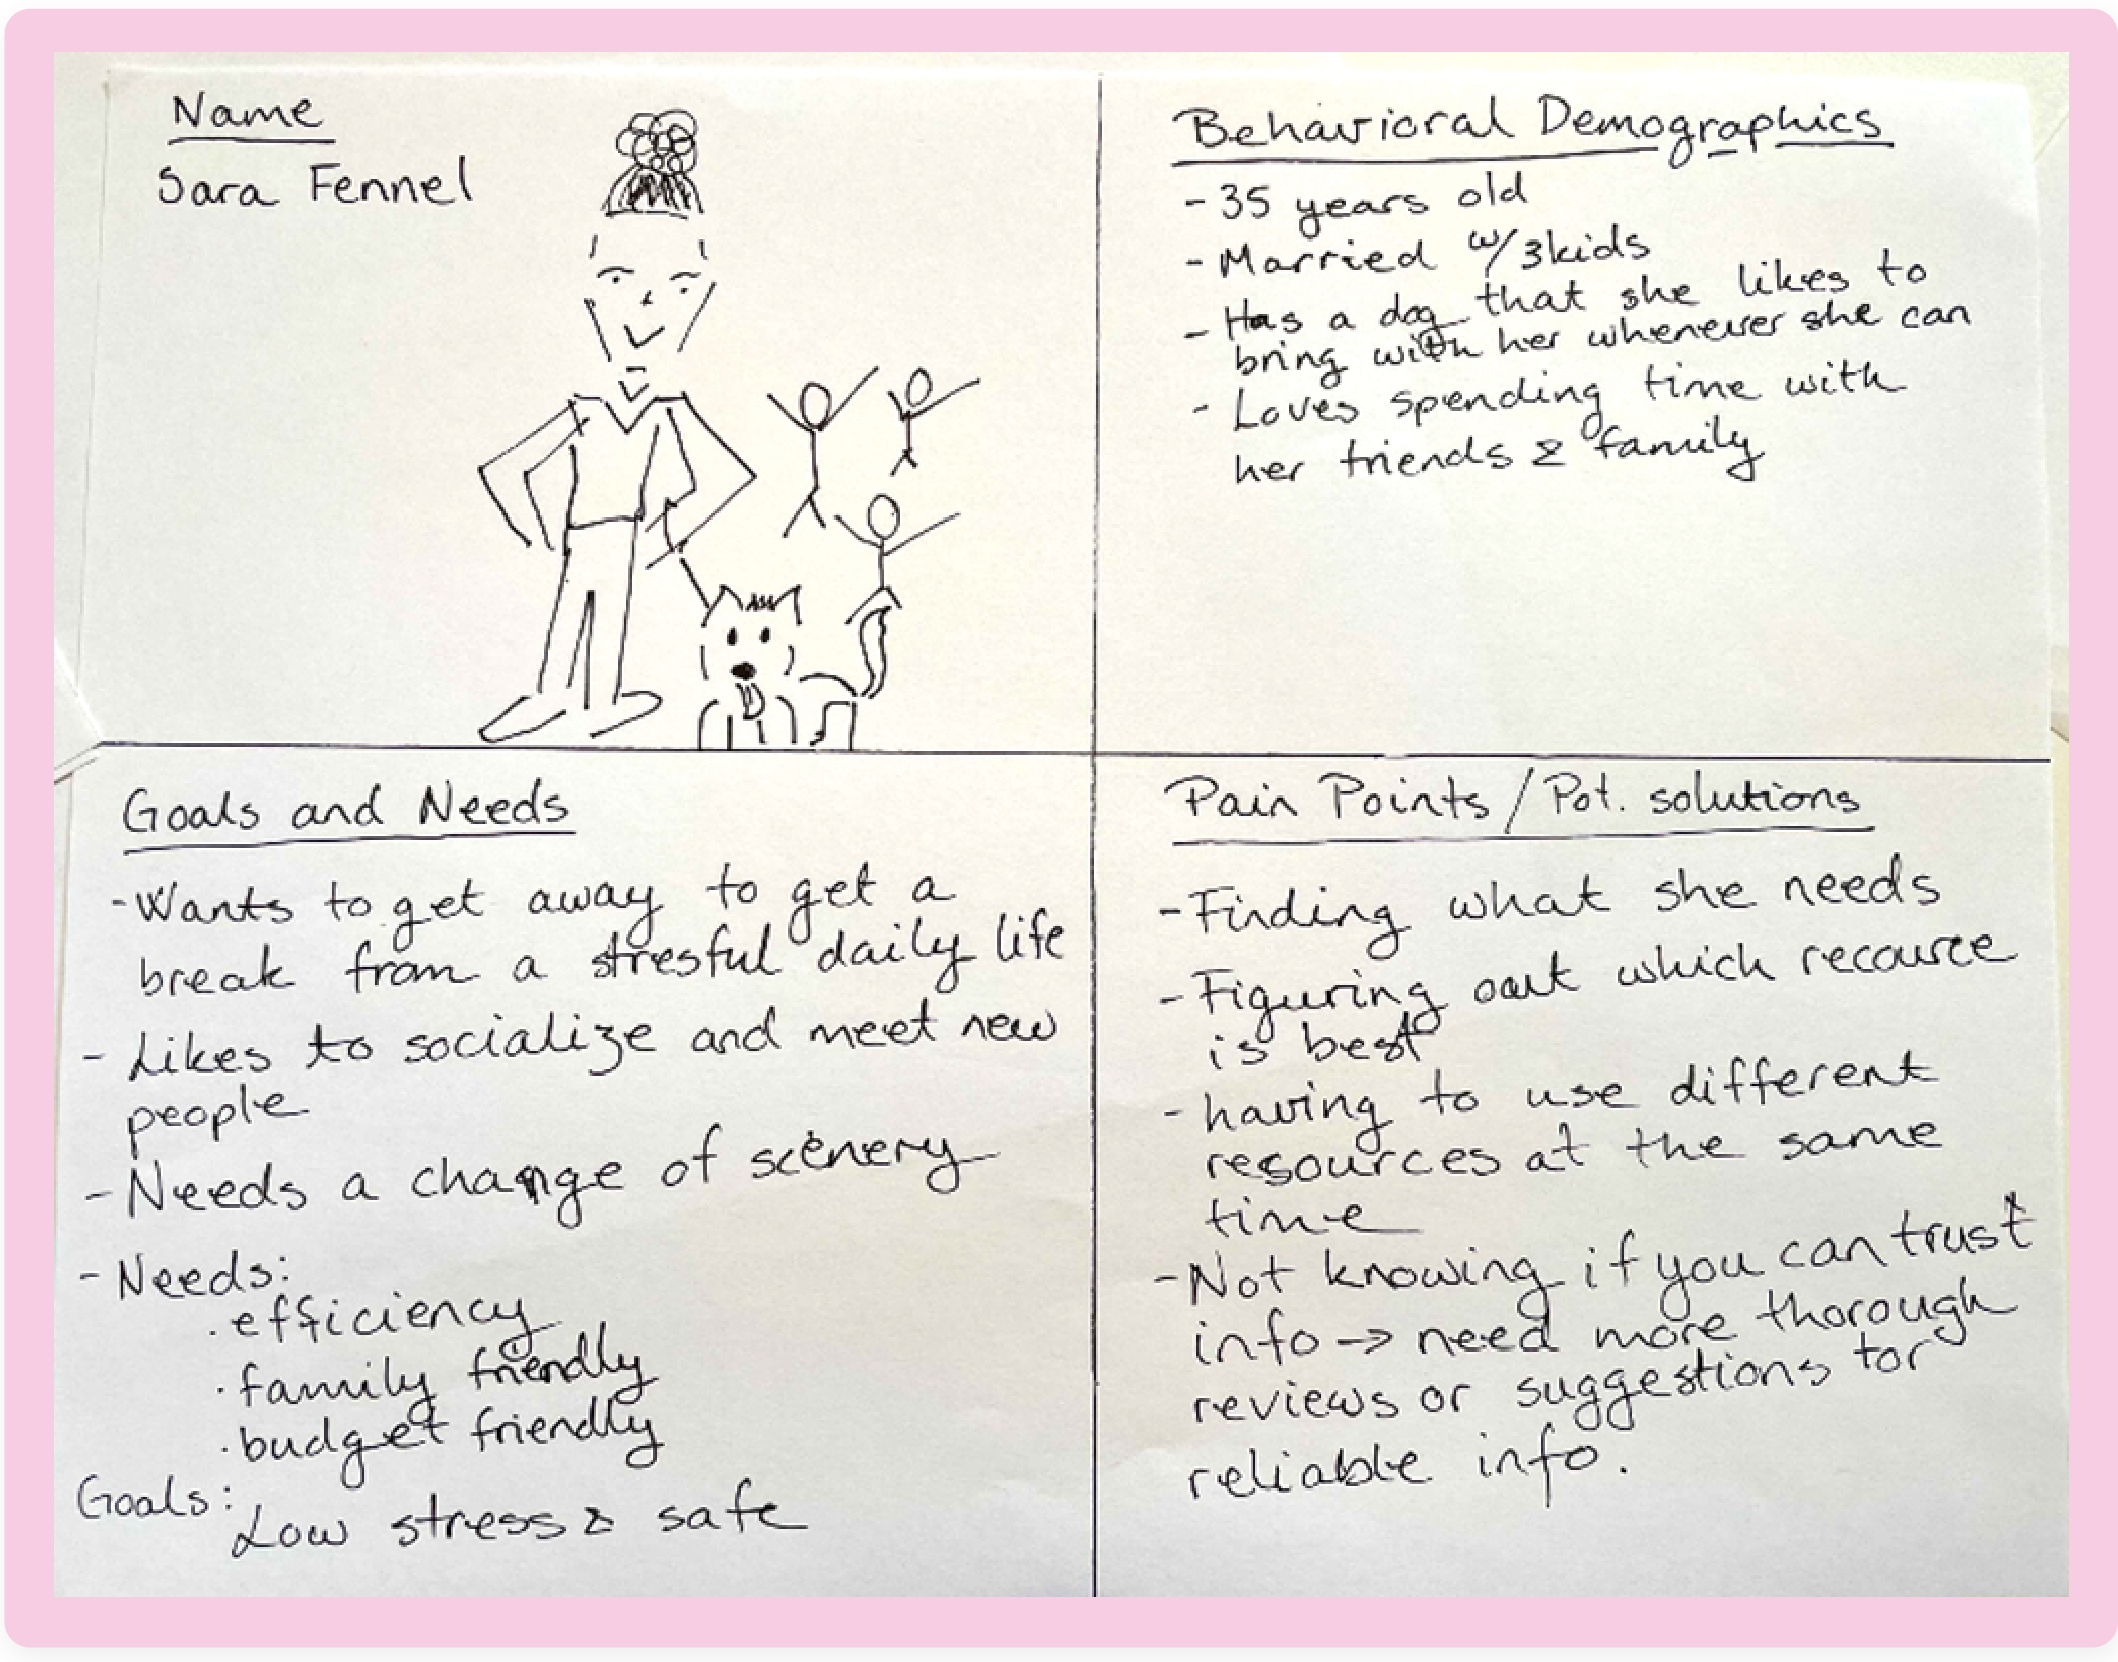 Name
Sara Fennel
Behavioral Demographics
- 35 years old
- Married w/ 3 kids
- Has a dog that she likes to
bring with her whenever she can
- Loves spending time with
her friends & family
Goals and Needs
- Wants to get away to get a
break from a stresful daily life
- Likes to socialize and meet new
people
- Needs a change of scenery
- Needs:
· efficiency
· family friendly
· budget friendly
Goals:
Low stress & safe
Pain Points / Pot. solutions
- Finding what she needs
- Figuring out which recource
is best
- having to use different
resources at the same
time
- Not knowing if you can trust
info → need more thorough
reviews or suggestions for
reliable info.